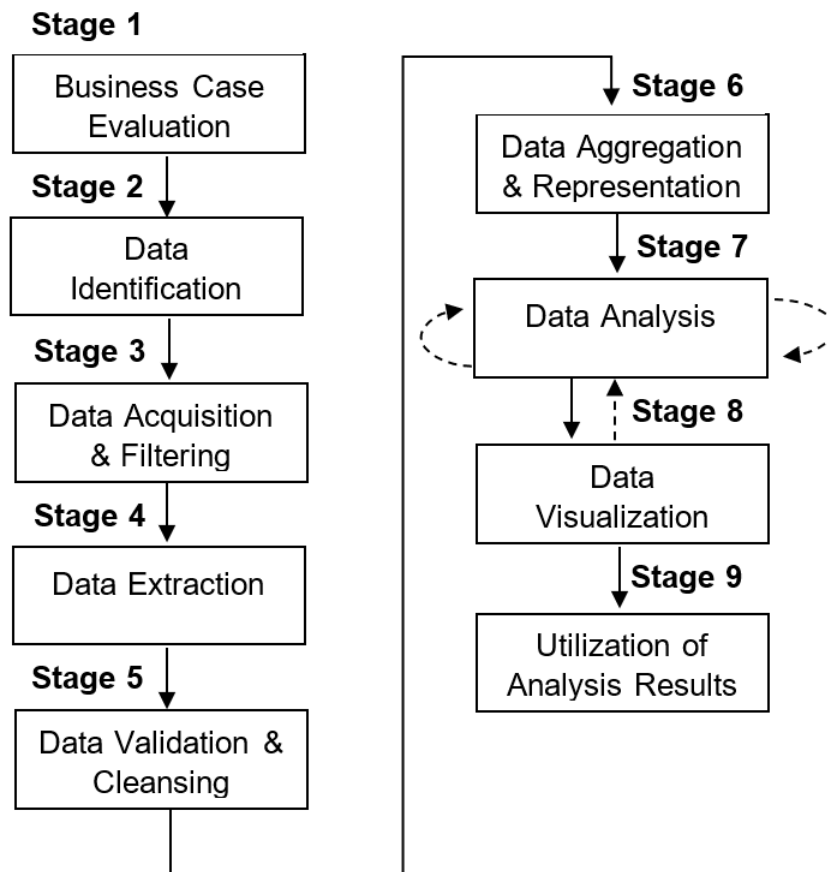 Stage 1
Business Case
Evaluation
Stage 2
Data
Identification
Stage 3
Data Acquisition
& Filtering
Stage 4
Data Extraction
Stage 5
Data Validation &
Cleansing
Stage 6
Data Aggregation
& Representation
Stage 7
Data Analysis
Stage 8
Data
Visualization
Stage 9
Utilization of
Analysis Results